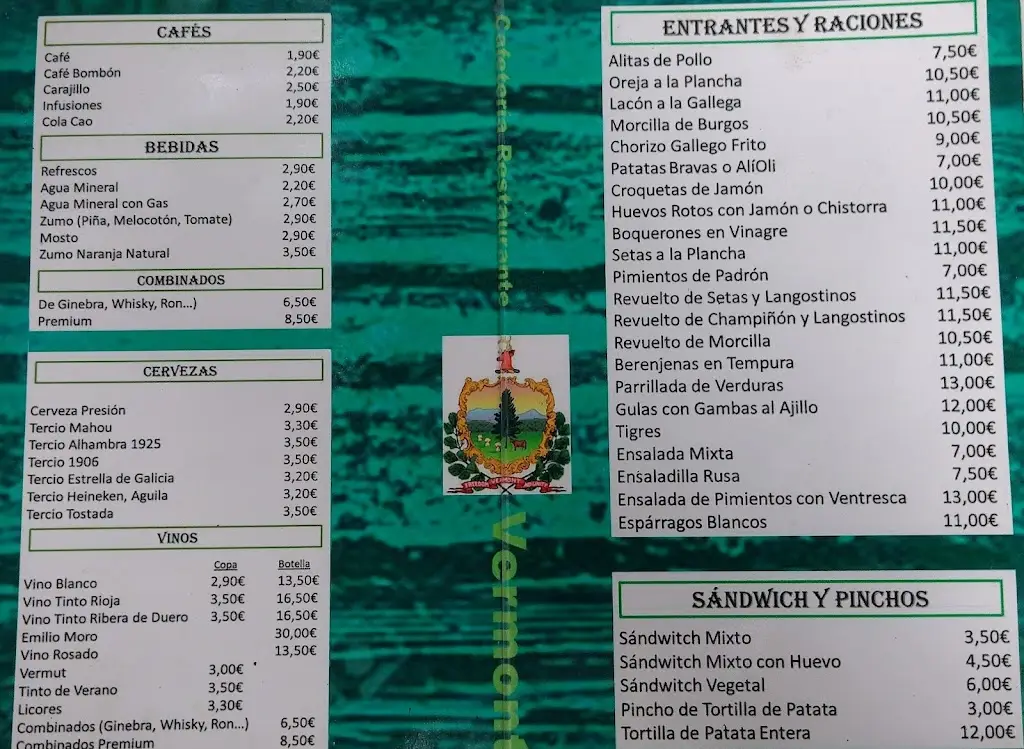 CAFÉS
Café 1,90€
Café Bombón 2,20€
Carajillo 2,50€
Infusiones 1,90€
Cola Cao 2,20€
BEBIDAS
Refrescos 2,90€
Agua Mineral 2,20€
Agua Mineral con Gas 2,70€
Zumo (Piña, Melocotón, Tomate) 2,90€
Mosto 2,90€
Zumo Naranja Natural 3,50€
COMBINADOS
De Ginebra, Whisky, Ron...) 6,50€
Premium 8,50€
CERVEZAS
Cerveza Presión 2,90€
Tercio Mahou 3,30€
Tercio Alhambra 1925 3,50€
Tercio 1906 3,50€
Tercio Estrella de Galicia 3,20€
Tercio Heineken, Aguila 3,20€
Tercio Tostada 3,50€
VINOS
Copa Botella
Vino Blanco 2,90€ 13,50€
Vino Tinto Rioja 3,50€ 16,50€
Vino Tinto Ribera de Duero 3,50€ 16,50€
Emilio Moro 30,00€
Vino Rosado 13,50€
Vermut 3,00€
Tinto de Verano 3,50€
Licores 3,30€
Combinados (Ginebra, Whisky, Ron...) 6,50€
Combinados Premium 8,50€
Cafetería Restaurante
FREEDOM VERMONT & UNITY
Vermont
ENTRANTES Y RACIONES
Alitas de Pollo 7,50€
Oreja a la Plancha 10,50€
Lacón a la Gallega 11,00€
Morcilla de Burgos 10,50€
Chorizo Gallego Frito 9,00€
Patatas Bravas o AlíOli 7,00€
Croquetas de Jamón 10,00€
Huevos Rotos con Jamón o Chistorra 11,00€
Boquerones en Vinagre 11,50€
Setas a la Plancha 11,00€
Pimientos de Padrón 7,00€
Revuelto de Setas y Langostinos 11,50€
Revuelto de Champiñón y Langostinos 11,50€
Revuelto de Morcilla 10,50€
Berenjenas en Tempura 11,00€
Parrillada de Verduras 13,00€
Gulas con Gambas al Ajillo 12,00€
Tigres 10,00€
Ensalada Mixta 7,00€
Ensaladilla Rusa 7,50€
Ensalada de Pimientos con Ventresca 13,00€
Espárragos Blancos 11,00€
SÁNDWICH Y PINCHOS
Sándwitch Mixto 3,50€
Sándwitch Mixto con Huevo 4,50€
Sándwitch Vegetal 6,00€
Pincho de Tortilla de Patata 3,00€
Tortilla de Patata Entera 12,00€